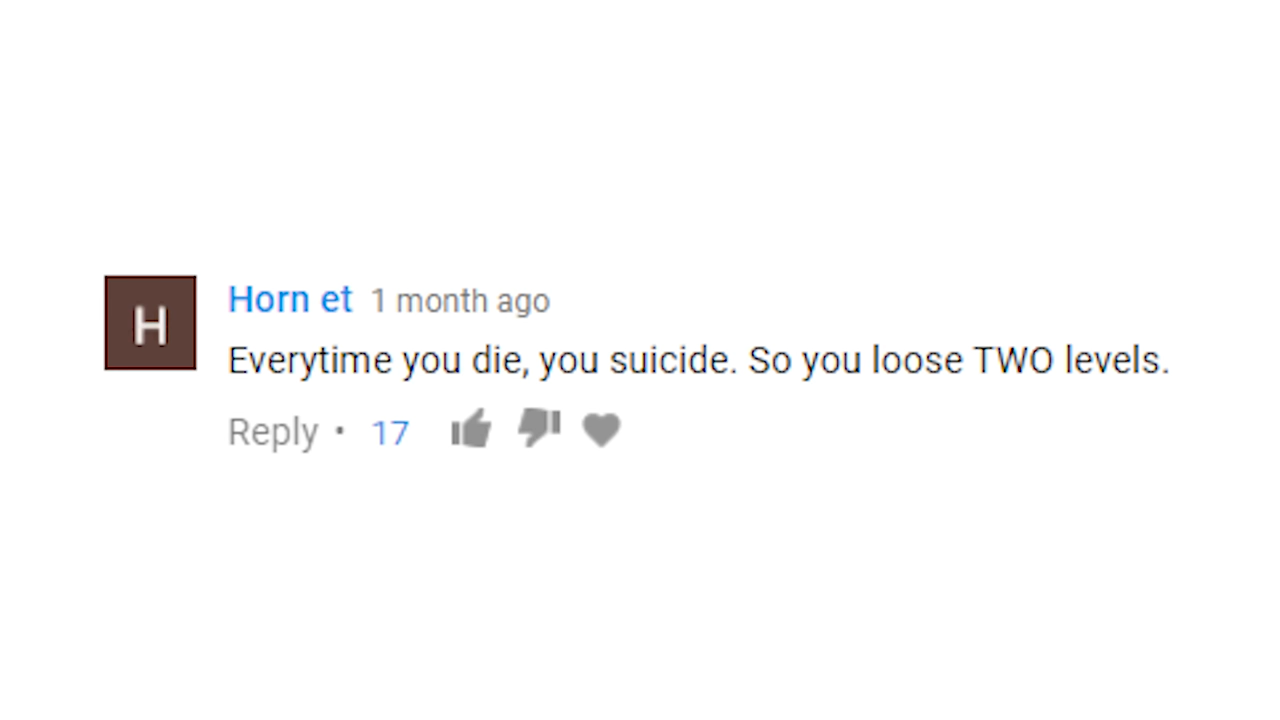 H
Horn et 1 month ago
Everytime you die, you suicide. So you loose TWO levels.
Reply • 17